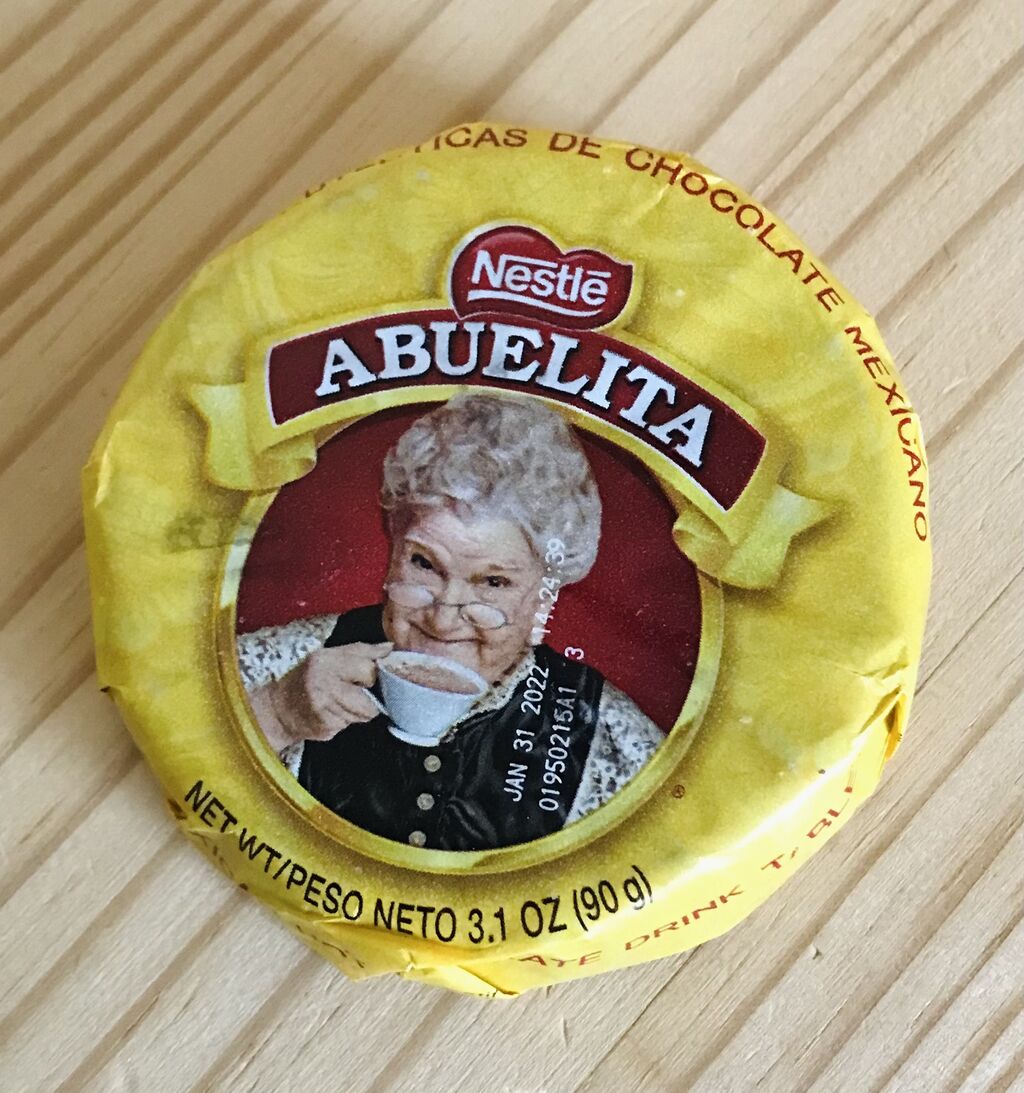 DE CHOCOLATE MEXICANO
Nestlé
ABUELITA
JAN 31 2022 14:24:39
01950215A1 3
NET WT/PESO NETO 3.1 OZ (90 g)
DRINK